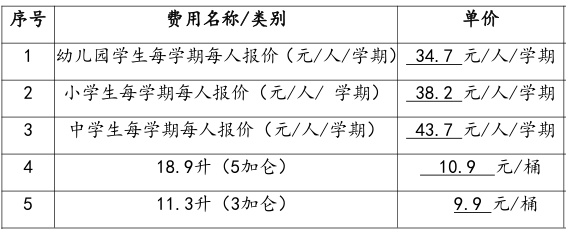 序号 费用名称/类别 单价
1 幼儿园学生每学期每人报价（元/人/学期） 34.7 元/人/学期
2 小学生每学期每人报价（元/人/ 学期） 38.2 元/人/学期
3 中学生每学期每人报价（元/人/学期） 43.7 元/人/学期
4 18.9升（5加仑） 10.9 元/桶
5 11.3升（3加仑） 9.9 元/桶